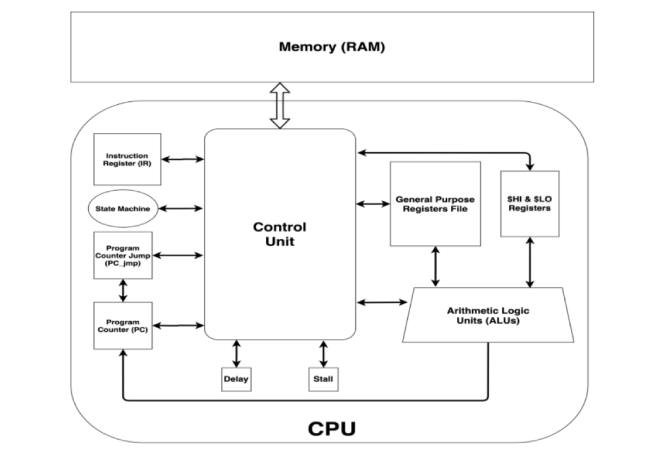 Memory (RAM)
Instruction
Register (IR)
State Machine
Program
Counter Jump
(PC_jmp)
Program
Counter (PC)
Control
Unit
General Purpose
Registers File
$HI & $LO
Registers
Arithmetic Logic
Units (ALUs)
Delay
Stall
CPU